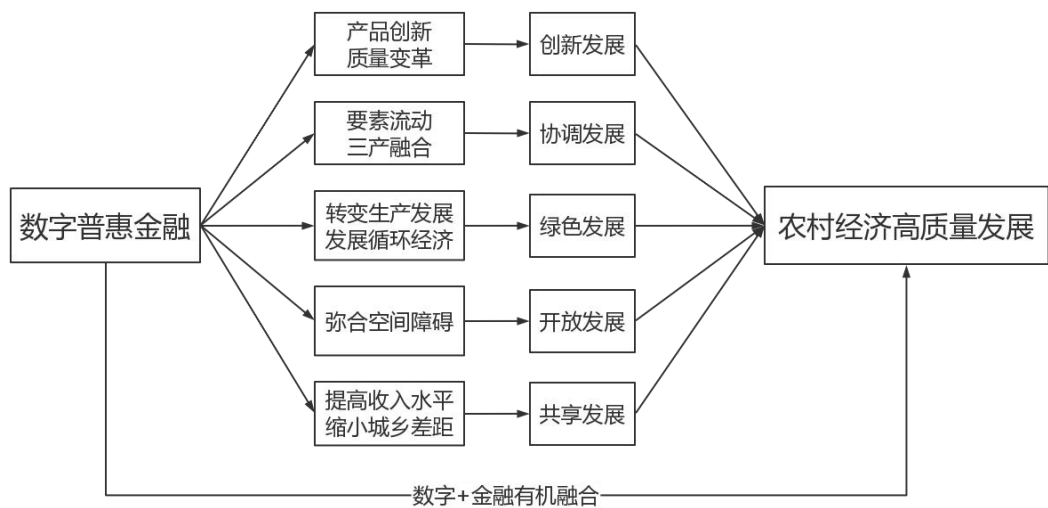 产品创新
质量变革
创新发展
要素流动
三产融合
协调发展
数字普惠金融
转变生产发展
发展循环经济
绿色发展
农村经济高质量发展
弥合空间障碍
开放发展
提高收入水平
缩小城乡差距
共享发展
数字+金融有机融合